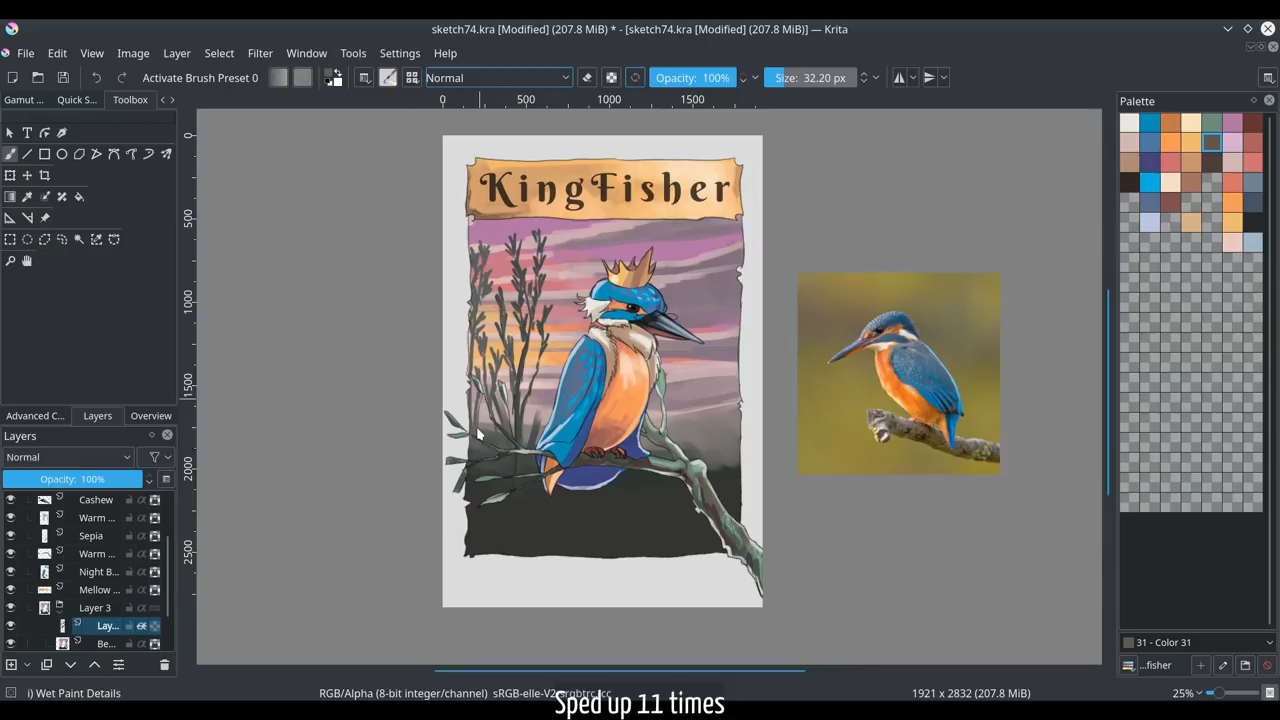 sketch74.kra [Modified] (207.8 MiB) * - [sketch74.kra [Modified] (207.8 MiB)] — Krita
File Edit View Image Layer Select Filter Window Tools Settings Help
Activate Brush Preset 0 Normal Opacity: 100% Size: 32.20 px
Gamut ... Quick S... Toolbox
0 500 1000 1500
0
500
1000
1500
2000
2500
KingFisher
Advanced C... Layers Overview
Layers
Normal
Opacity: 100%
Cashew
Warm ...
Sepia
Warm ...
Night B...
Mellow ...
Layer 3
Lay...
Be...
Palette
31 - Color 31
...fisher
i) Wet Paint Details RGB/Alpha (8-bit integer/channel) 1921 x 2832 (207.8 MiB) 25%
Sped up 11 times